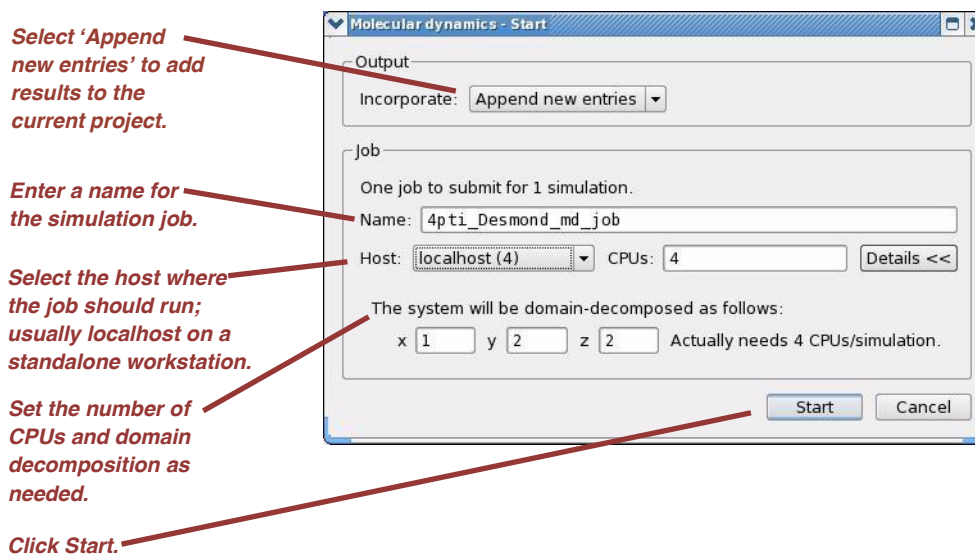 Select 'Append
new entries' to add
results to the
current project.
Enter a name for
the simulation job.
Select the host where
the job should run;
usually localhost on a
standalone workstation.
Set the number of
CPUs and domain
decomposition as
needed.
Click Start.
Molecular dynamics - Start
Output
Incorporate: Append new entries
Job
One job to submit for 1 simulation.
Name: 4pti_Desmond_md_job
Host: localhost (4) CPUs: 4 Details <<
The system will be domain-decomposed as follows:
x 1 y 2 z 2 Actually needs 4 CPUs/simulation.
Start Cancel